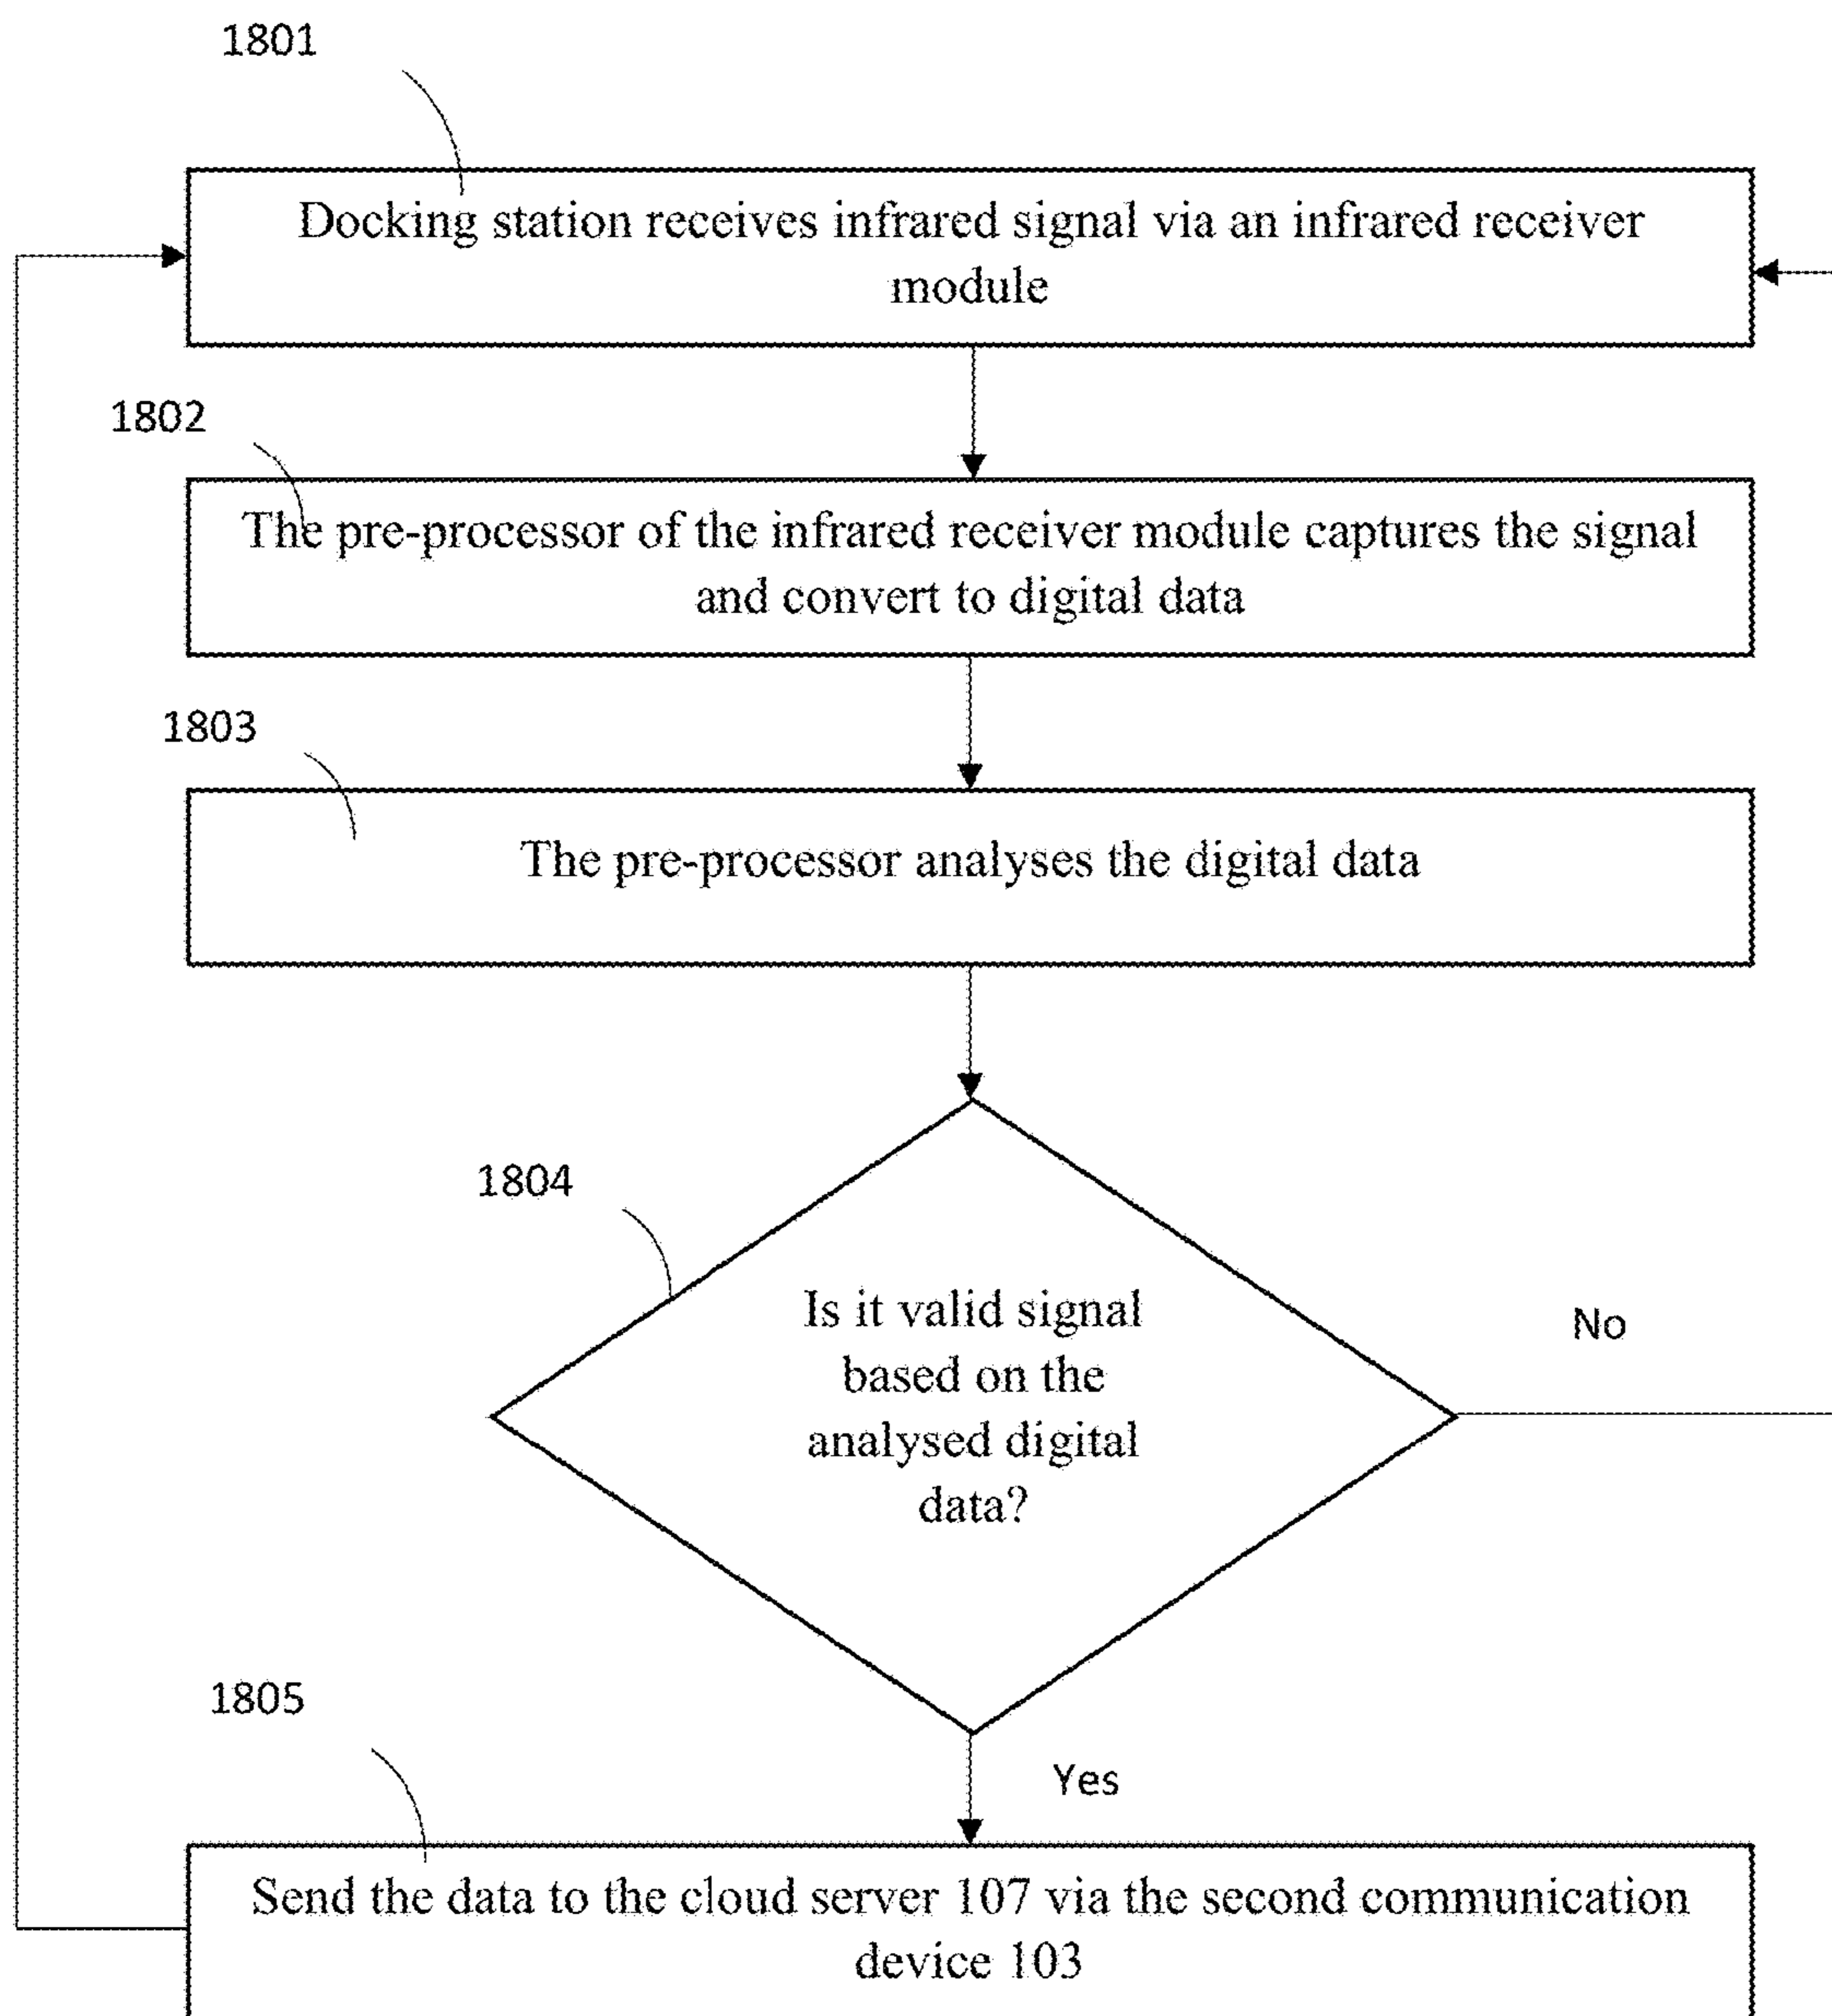 1801
Docking station receives infrared signal via an infrared receiver
module
1802
The pre-processor of the infrared receiver module captures the signal
and convert to digital data
1803
The pre-processor analyses the digital data
1804
Is it valid signal
based on the
analysed digital
data?
No
Yes
1805
Send the data to the cloud server 107 via the second communication
device 103